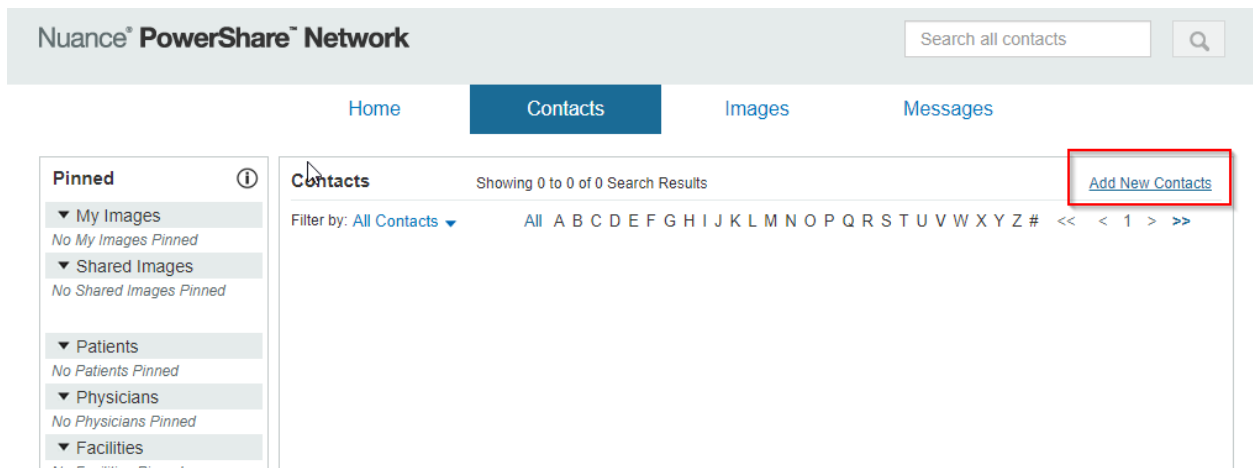 Nuance® PowerShare™ Network
Search all contacts
Home Contacts Images Messages
Pinned
Contacts Showing 0 to 0 of 0 Search Results Add New Contacts
Filter by: All Contacts All A B C D E F G H I J K L M N O P Q R S T U V W X Y Z # << < 1 > >>
My Images
No My Images Pinned
Shared Images
No Shared Images Pinned
Patients
No Patients Pinned
Physicians
No Physicians Pinned
Facilities